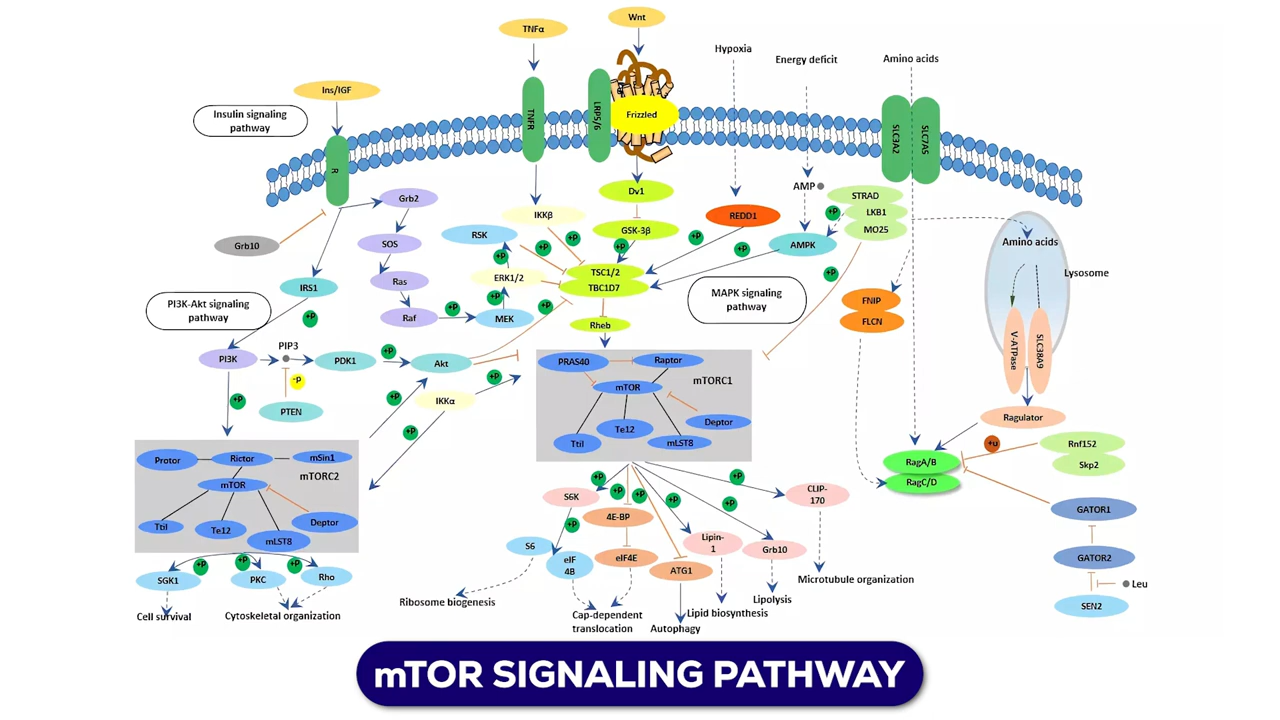 TNFα
Wnt
Hypoxia
Energy deficit
Amino acids
Ins/IGF
Insulin signaling
pathway
TNFR
LRP5/6
Frizzled
SLC3A2
SLC7A5
R
Dv1
AMP
STRAD
LKB1
MO25
+P
Grb2
IKKβ
REDD1
Grb10
SOS
RSK
GSK-3β
+P
+P
+P
+P
+P
AMPK
Amino acids
Lysosome
+P
TSC1/2
TBC1D7
+P
Ras
ERK1/2
IRS1
MAPK signaling
pathway
FNIP
FLCN
PI3K-Akt signaling
pathway
+P
+P
+P
+P
Raf
MEK
Rheb
V-ATPase
SLC38A9
PIP3
PI3K
PDK1
+P
Akt
-P
+P
PTEN
+P
+P
IKKα
+P
PRAS40
Raptor
mTOR
mTORC1
Deptor
Ttil
Te12
mLST8
Ragulator
+u
Rnf152
Skp2
RagA/B
RagC/D
GATOR1
GATOR2
Leu
SEN2
Protor
Rictor
mSin1
mTORC2
mTOR
Ttil
Te12
Deptor
mLST8
+P
+P
+P
+P
+P
+P
+P
S6K
4E-BP
CLIP-
170
S6
eIF
4B
eIF4E
ATG1
Lipin-
1
Grb10
+P
+P
+P
SGK1
PKC
Rho
Cell survival
Cytoskeletal organization
Ribosome biogenesis
Cap-dependent
translocation
Autophagy
Lipid biosynthesis
Lipolysis
Microtubule organization
mTOR SIGNALING PATHWAY